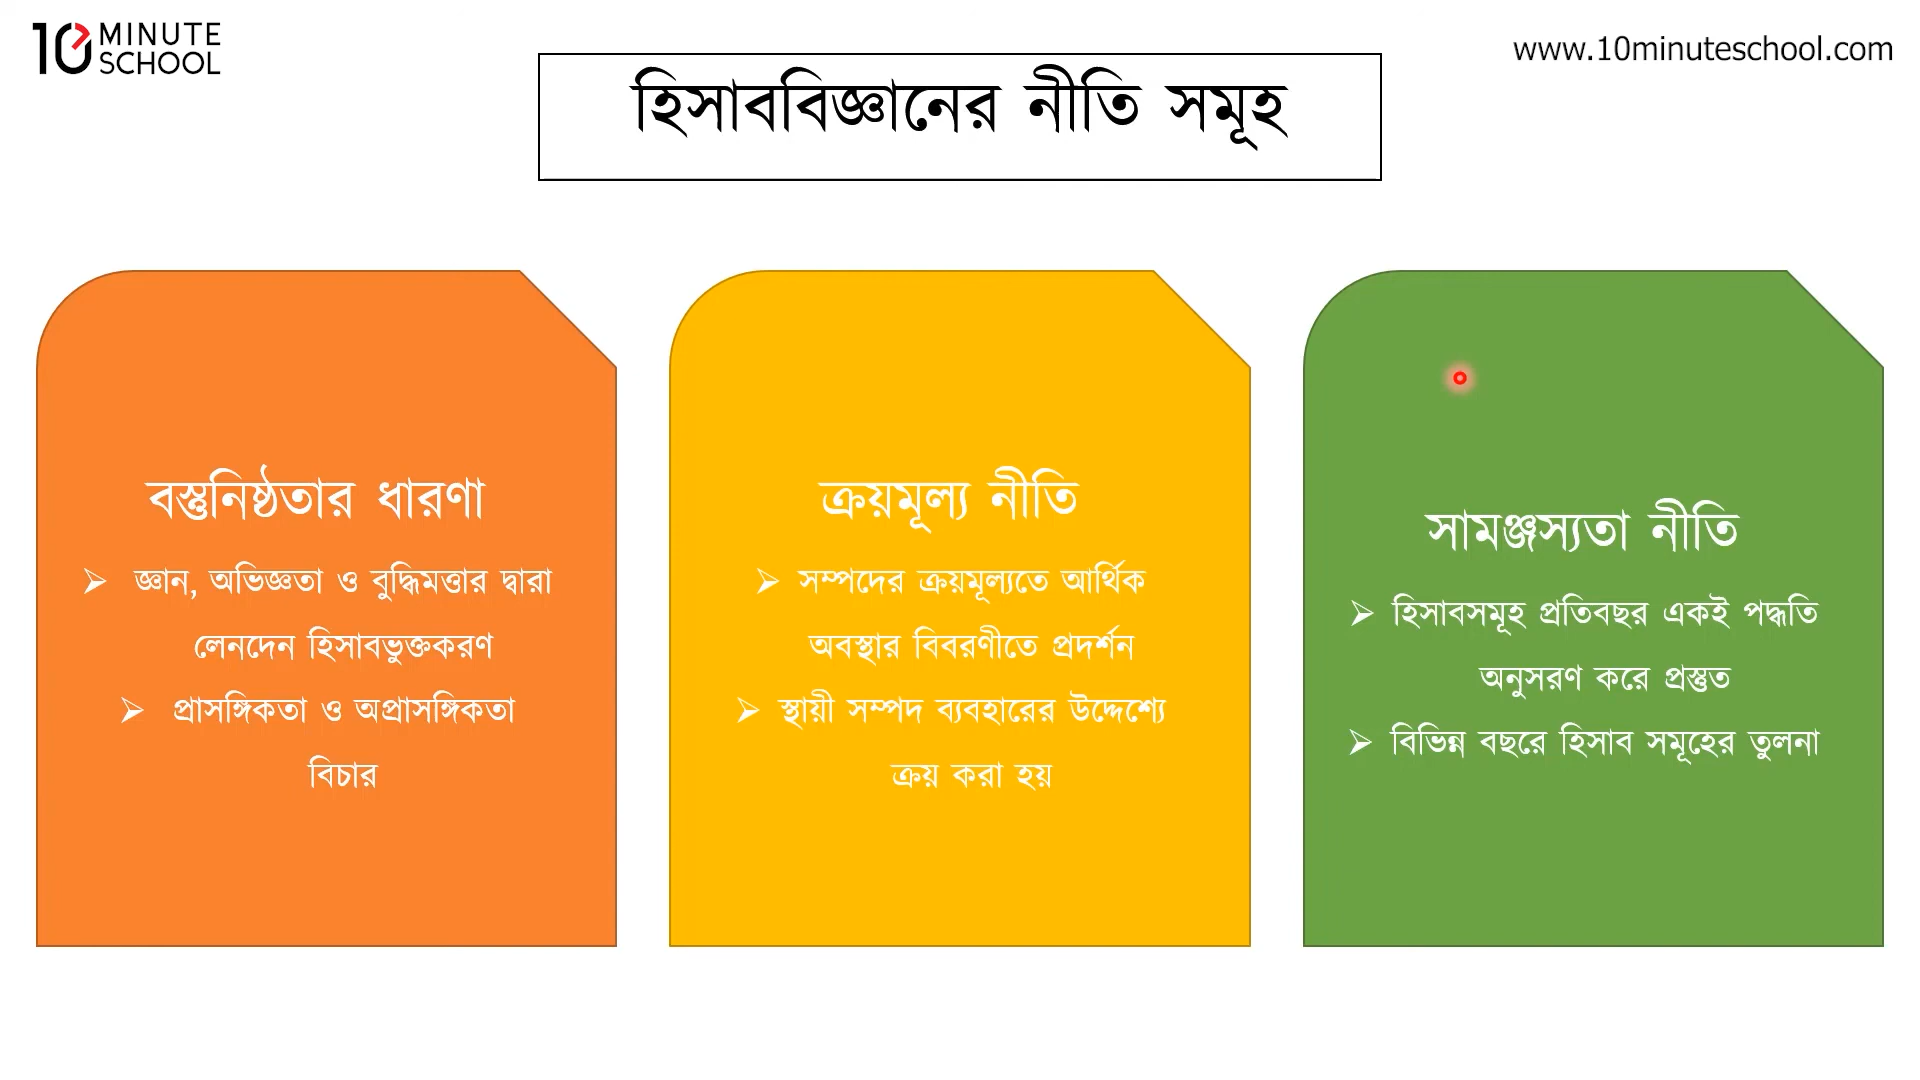 10 MINUTE
SCHOOL
www.10minuteschool.com
হিসাববিজ্ঞানের নীতি সমূহ
বস্তুনিষ্ঠতার ধারণা
➢ জ্ঞান, অভিজ্ঞতা ও বুদ্ধিমত্তার দ্বারা
লেনদেন হিসাবভুক্তকরণ
➢ প্রাসঙ্গিকতা ও অপ্রাসঙ্গিকতা
বিচার
ক্রয়মূল্য নীতি
➢ সম্পদের ক্রয়মূল্যতে আর্থিক
অবস্থার বিবরণীতে প্রদর্শন
➢ স্থায়ী সম্পদ ব্যবহারের উদ্দেশ্যে
ক্রয় করা হয়
সামঞ্জস্যতা নীতি
➢ হিসাবসমূহ প্রতিবছর একই পদ্ধতি
অনুসরণ করে প্রস্তুত
➢ বিভিন্ন বছরে হিসাব সমূহের তুলনা